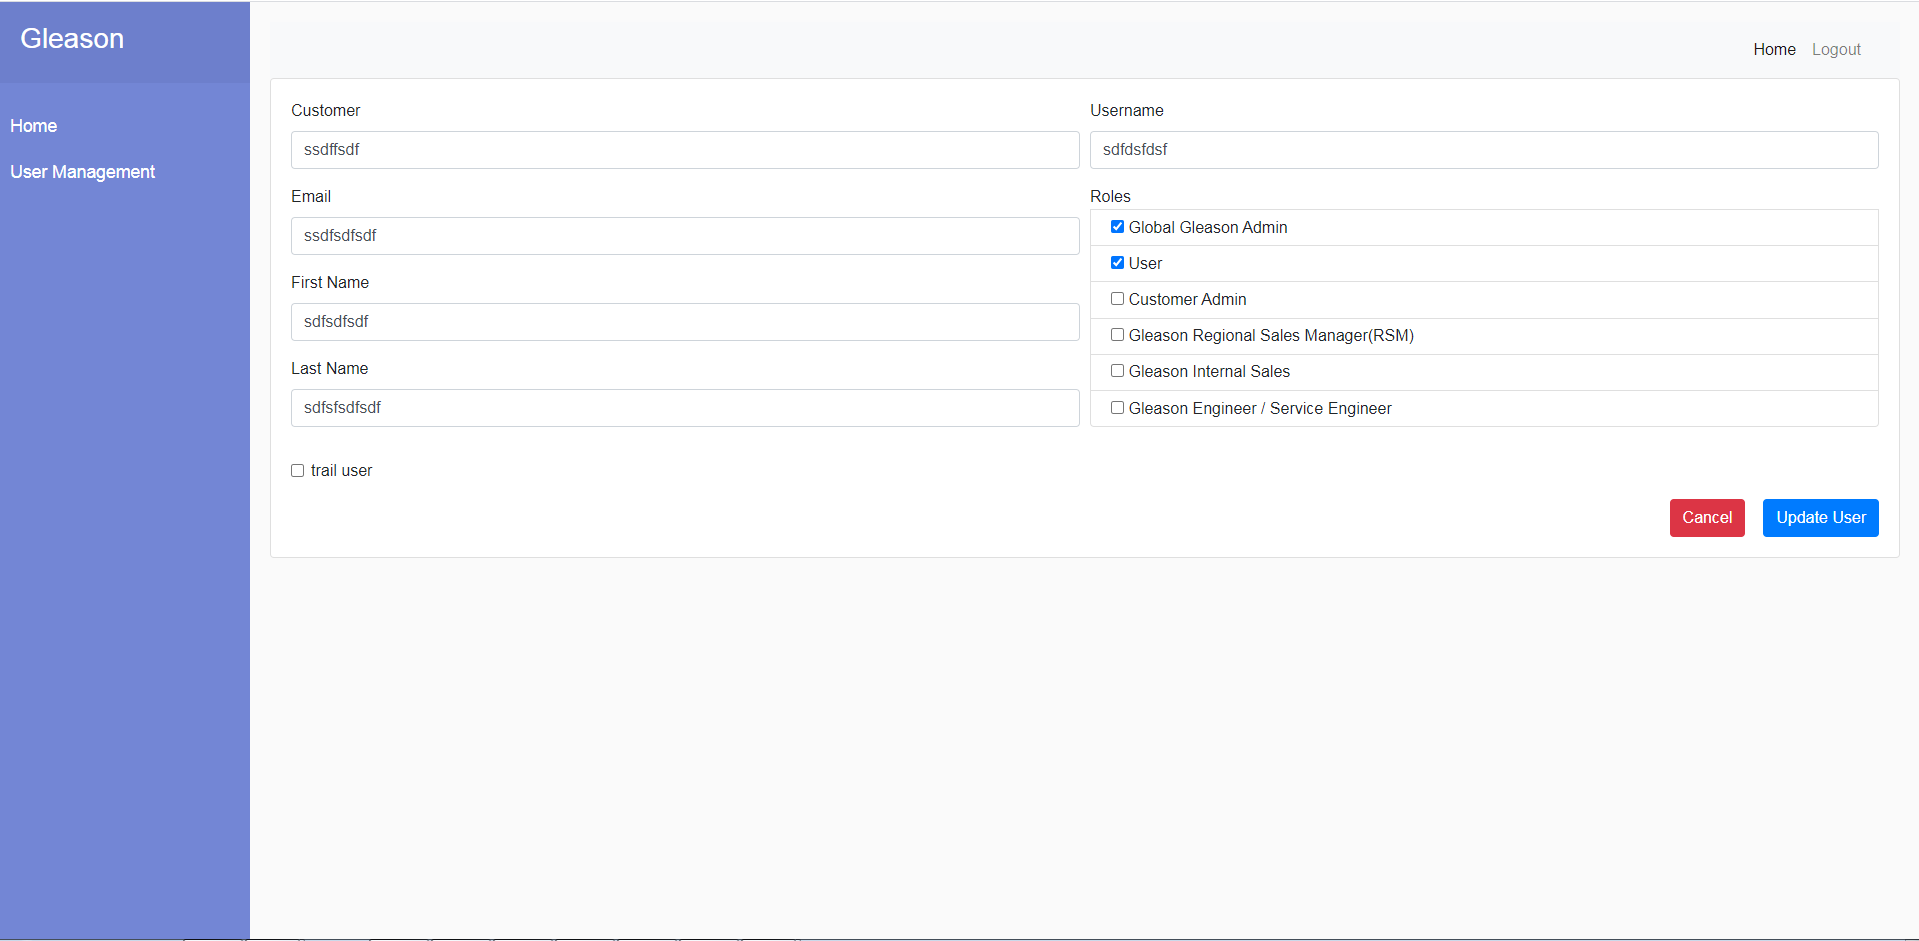 Gleason
Home
User Management
Home Logout
Customer
ssdffsdf
Email
ssdfsdfsdf
First Name
sdfsdfsdf
Last Name
sdfsfsdfsdf
trail user
Username
sdfdsfdsf
Roles
Global Gleason Admin
User
Customer Admin
Gleason Regional Sales Manager(RSM)
Gleason Internal Sales
Gleason Engineer / Service Engineer
Cancel Update User